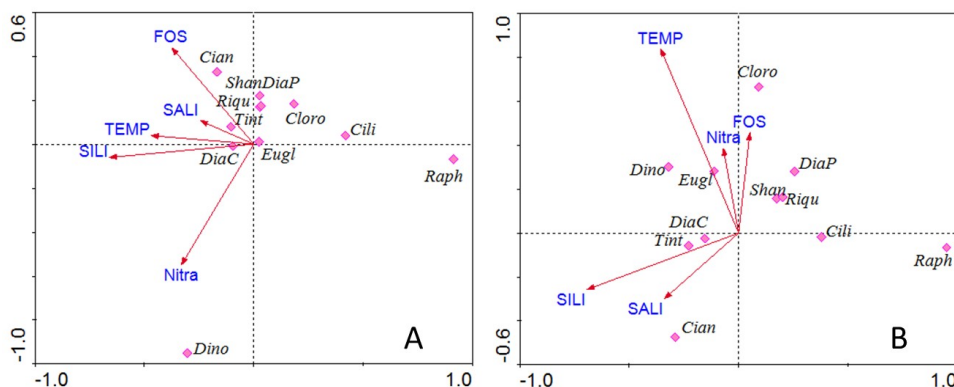 0.6
FOS
Cian
ShanDiaP
Riqu
SALI
Tint
Cloro
TEMP
Cili
SILI
DiaC
Eugl
Raph
Nitra
Dino
A
-1.0
-1.0
1.0
1.0
TEMP
Cloro
FOS
Nitra
Dino
Eugl
DiaP
Shan
Riqu
DiaC
Tint
Cili
Raph
SILI
SALI
Cian
B
-0.6
-1.0
1.0